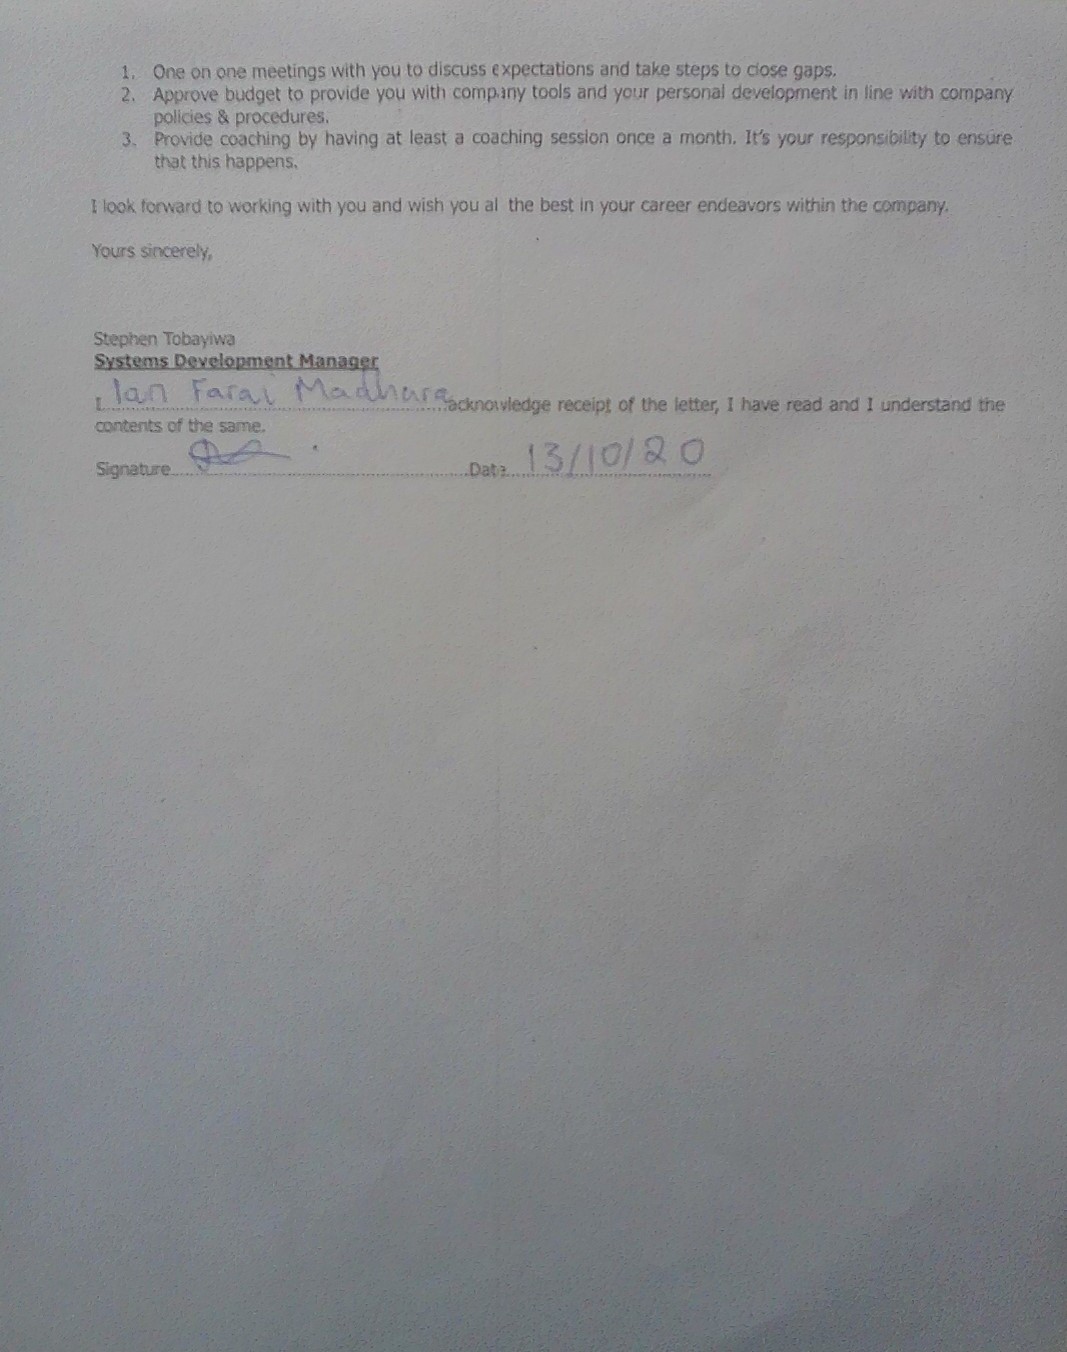 1. One on one meetings with you to discuss expectations and take steps to close gaps.
2. Approve budget to provide you with company tools and your personal development in line with company
policies & procedures.
3. Provide coaching by having at least a coaching session once a month. It's your responsibility to ensure
that this happens.
I look forward to working with you and wish you al the best in your career endeavors within the company.
Yours sincerely,
Stephen Tobayiwa
Systems Development Manager
I Ian Farai Madhara acknowledge receipt of the letter, I have read and I understand the
contents of the same.
Signature Date 13/10/20